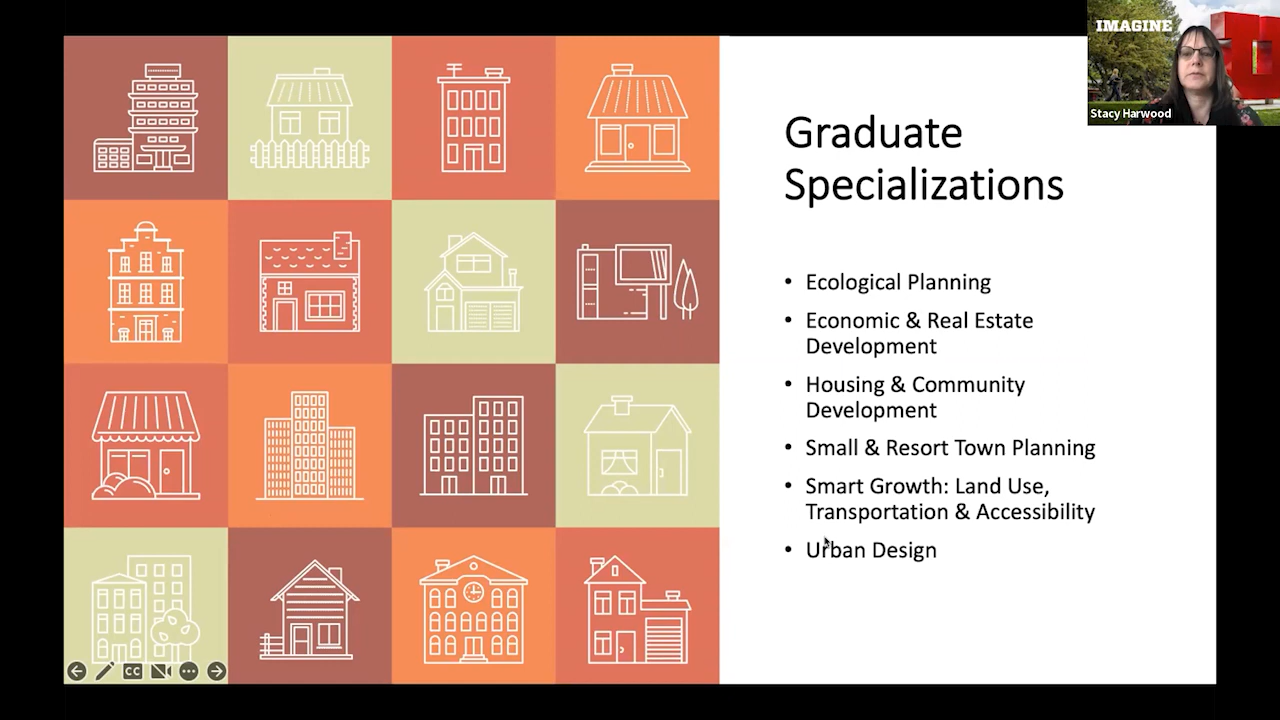 IMAGINE
Stacy Harwood
Graduate
Specializations
• Ecological Planning
• Economic & Real Estate
Development
• Housing & Community
Development
• Small & Resort Town Planning
• Smart Growth: Land Use,
Transportation & Accessibility
• Urban Design
CC